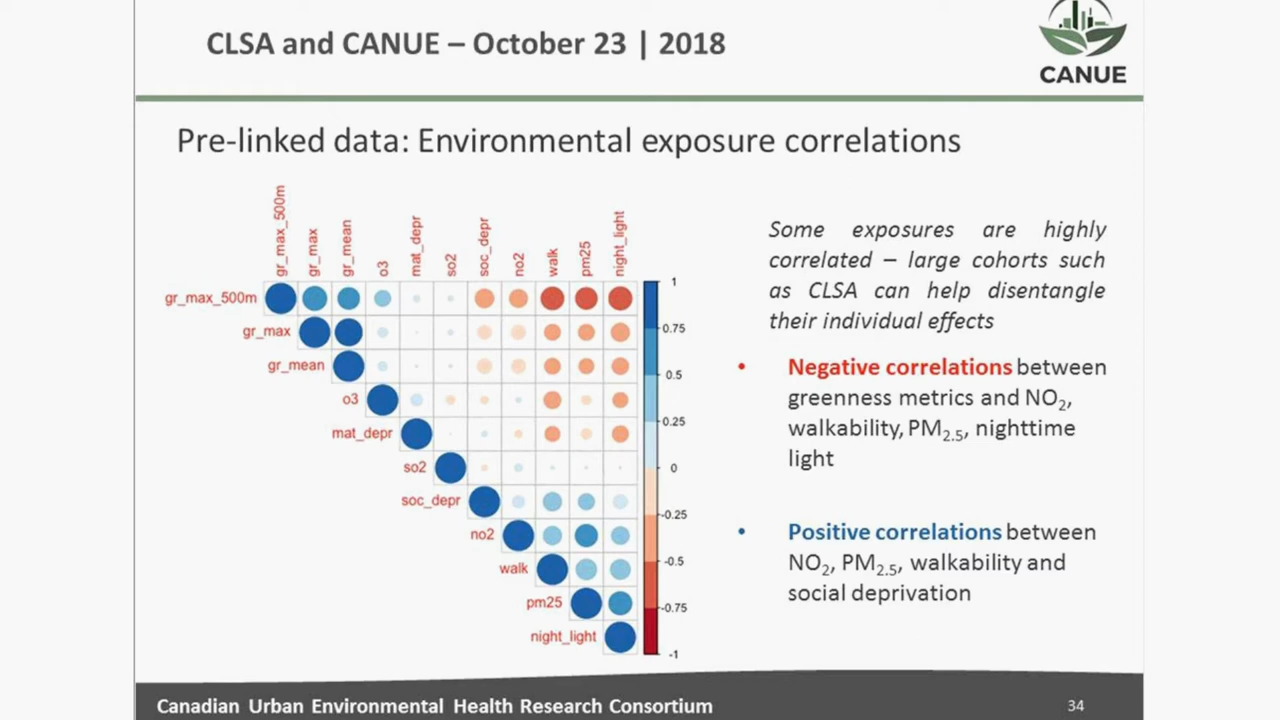 CLSA and CANUE – October 23 | 2018
CANUE
Pre-linked data: Environmental exposure correlations
gr_max_500m
gr_max
gr_mean
o3
mat_depr
so2
soc_depr
no2
walk
pm25
night_light
gr_max_500m
gr_max
gr_mean
o3
mat_depr
so2
soc_depr
no2
walk
pm25
night_light
1
0.75
0.5
0.25
0
-0.25
-0.5
-0.75
-1
Some exposures are highly
correlated – large cohorts such
as CLSA can help disentangle
their individual effects
• Negative correlations between
greenness metrics and NO₂,
walkability, PM₂.₅, nighttime
light
• Positive correlations between
NO₂, PM₂.₅, walkability and
social deprivation
Canadian Urban Environmental Health Research Consortium
34